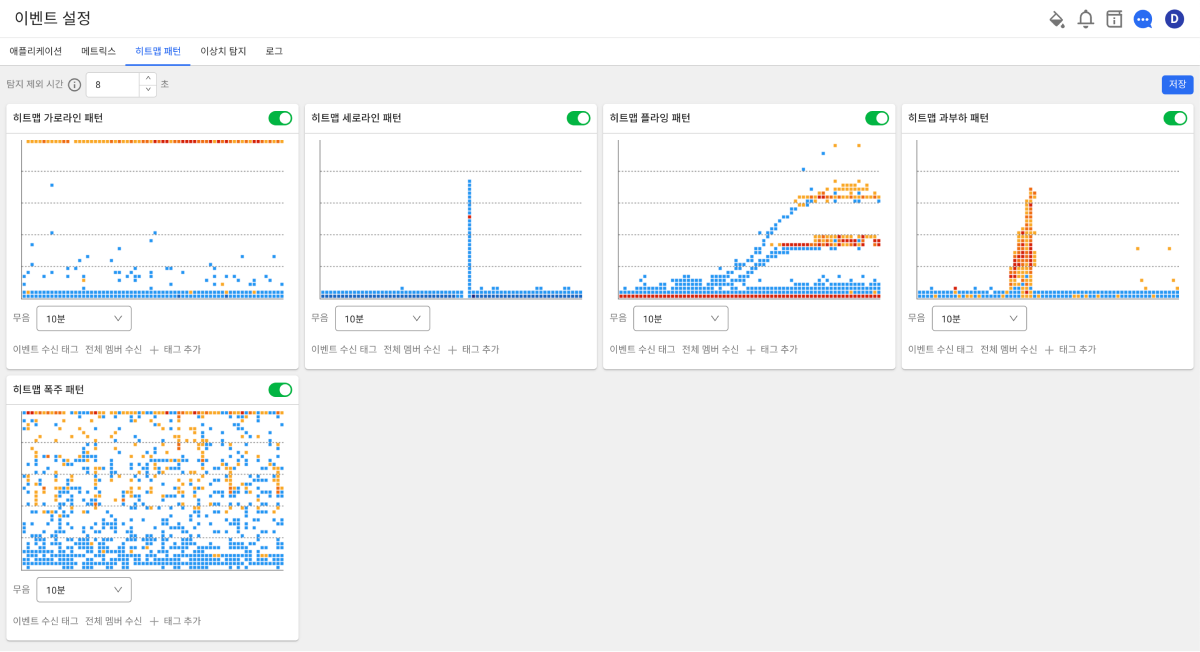 이벤트 설정
D
애플리케이션 메트릭스 히트맵 패턴 이상치 탐지 로그
탐지 제외 시간 8 초 저장
히트맵 가로라인 패턴
무음 10분
이벤트 수신 태그 전체 멤버 수신 + 태그 추가
히트맵 세로라인 패턴
무음 10분
이벤트 수신 태그 전체 멤버 수신 + 태그 추가
히트맵 플라잉 패턴
무음 10분
이벤트 수신 태그 전체 멤버 수신 + 태그 추가
히트맵 과부하 패턴
무음 10분
이벤트 수신 태그 전체 멤버 수신 + 태그 추가
히트맵 폭주 패턴
무음 10분
이벤트 수신 태그 전체 멤버 수신 + 태그 추가